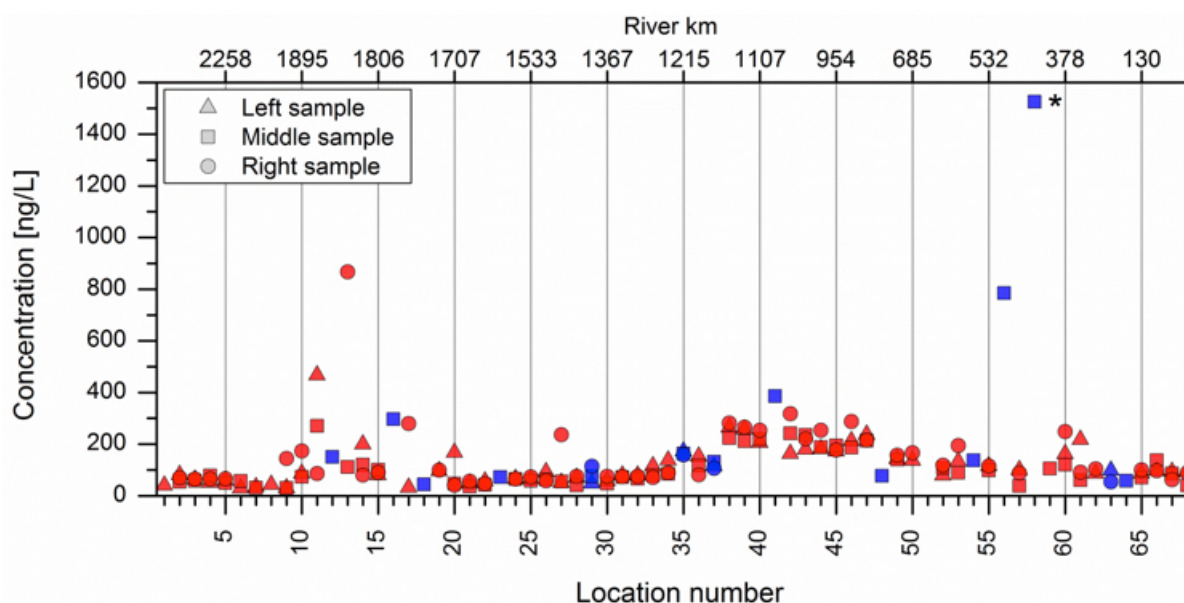 River km
2258 1895 1806 1707 1533 1367 1215 1107 954 685 532 378 130
1600
1400
1200
1000
800
600
400
200
0
Concentration [ng/L]
Left sample
Middle sample
Right sample
*
5 10 15 20 25 30 35 40 45 50 55 60 65
Location number